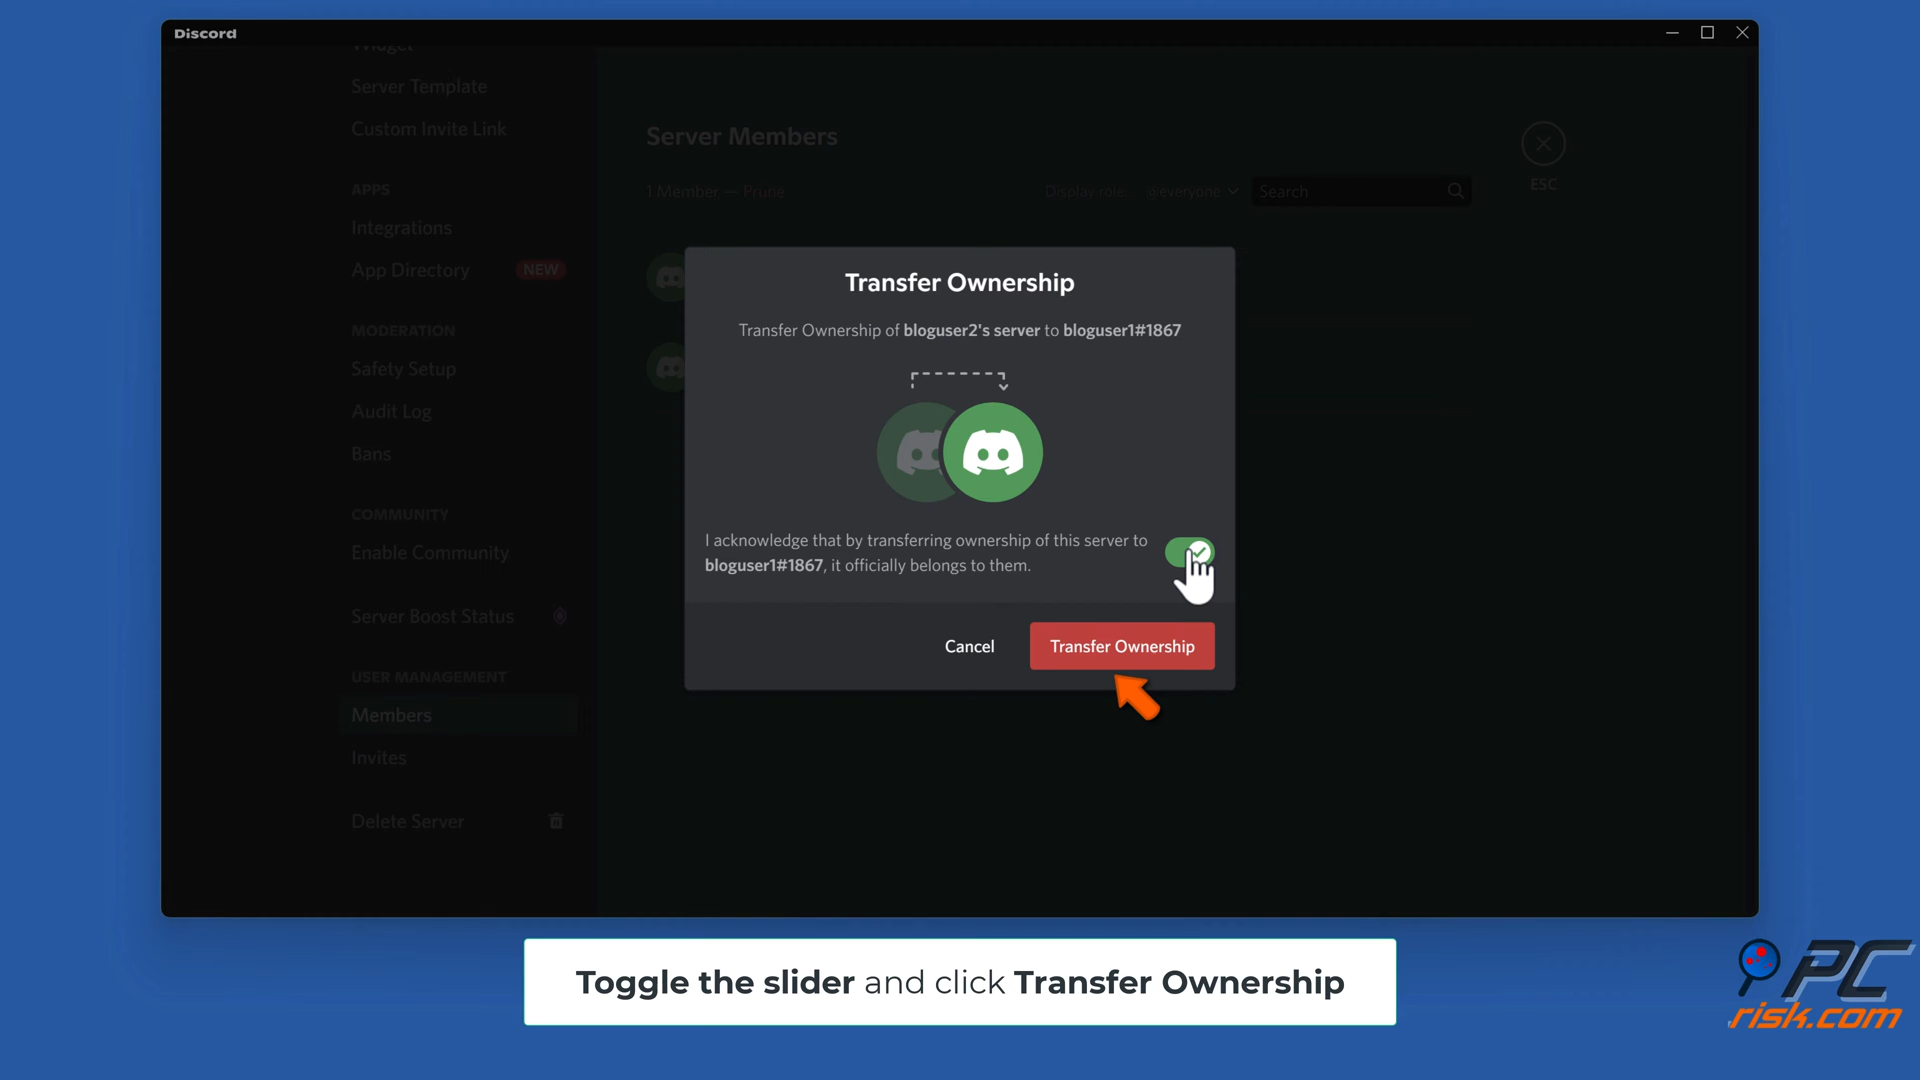 Discord
Widget
Server Template
Custom Invite Link
APPS
Integrations
App Directory NEW
MODERATION
Safety Setup
Audit Log
Bans
COMMUNITY
Enable Community
Server Boost Status
USER MANAGEMENT
Members
Invites
Delete Server
Server Members
1 Member — Prune
Display role: @everyone
Search
ESC
Transfer Ownership
Transfer Ownership of bloguser2's server to bloguser1#1867
I acknowledge that by transferring ownership of this server to
bloguser1#1867, it officially belongs to them.
Cancel
Transfer Ownership
Toggle the slider and click Transfer Ownership
PC
risk.com